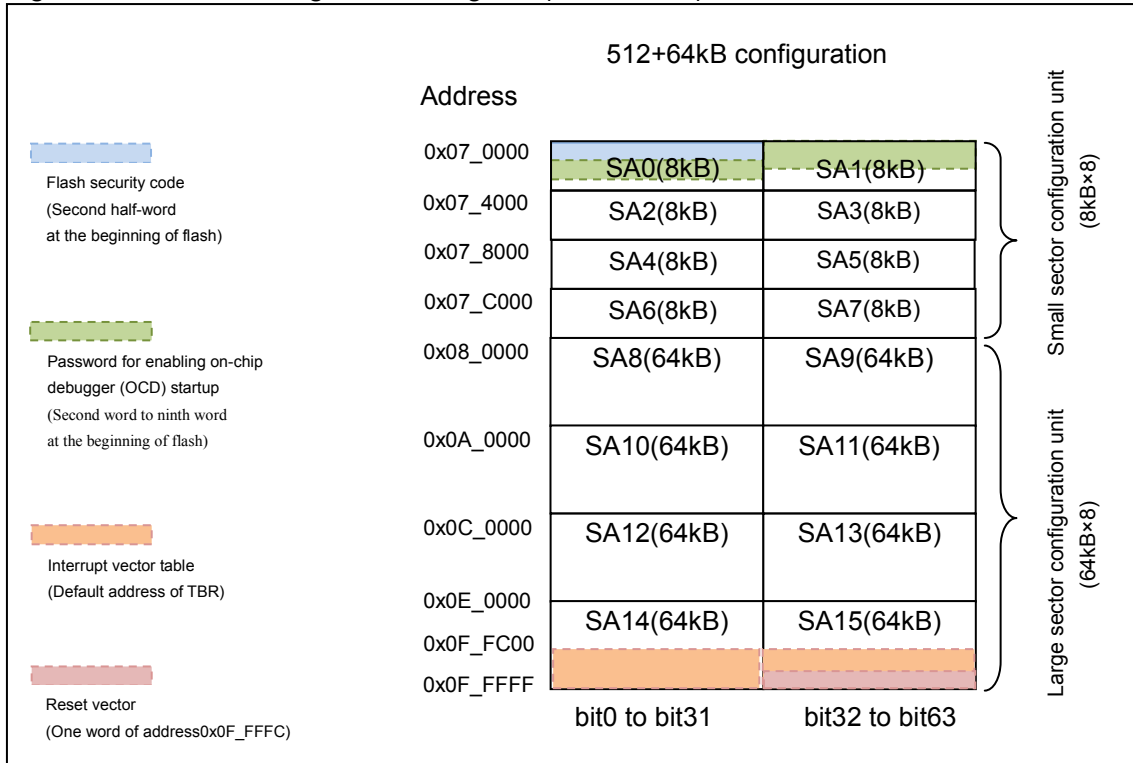 512+64kB configuration
Address
Flash security code
(Second half-word
at the beginning of flash)
Password for enabling on-chip
debugger (OCD) startup
(Second word to ninth word
at the beginning of flash)
Interrupt vector table
(Default address of TBR)
Reset vector
(One word of address0x0F_FFFC)
0x07_0000
SA0(8kB) SA1(8kB)
0x07_4000
SA2(8kB) SA3(8kB)
0x07_8000
SA4(8kB) SA5(8kB)
0x07_C000
SA6(8kB) SA7(8kB)
0x08_0000
SA8(64kB) SA9(64kB)
0x0A_0000
SA10(64kB) SA11(64kB)
0x0C_0000
SA12(64kB) SA13(64kB)
0x0E_0000
SA14(64kB) SA15(64kB)
0x0F_FC00
0x0F_FFFF
bit0 to bit31 bit32 to bit63
Small sector configuration unit
(8kB×8)
Large sector configuration unit
(64kB×8)